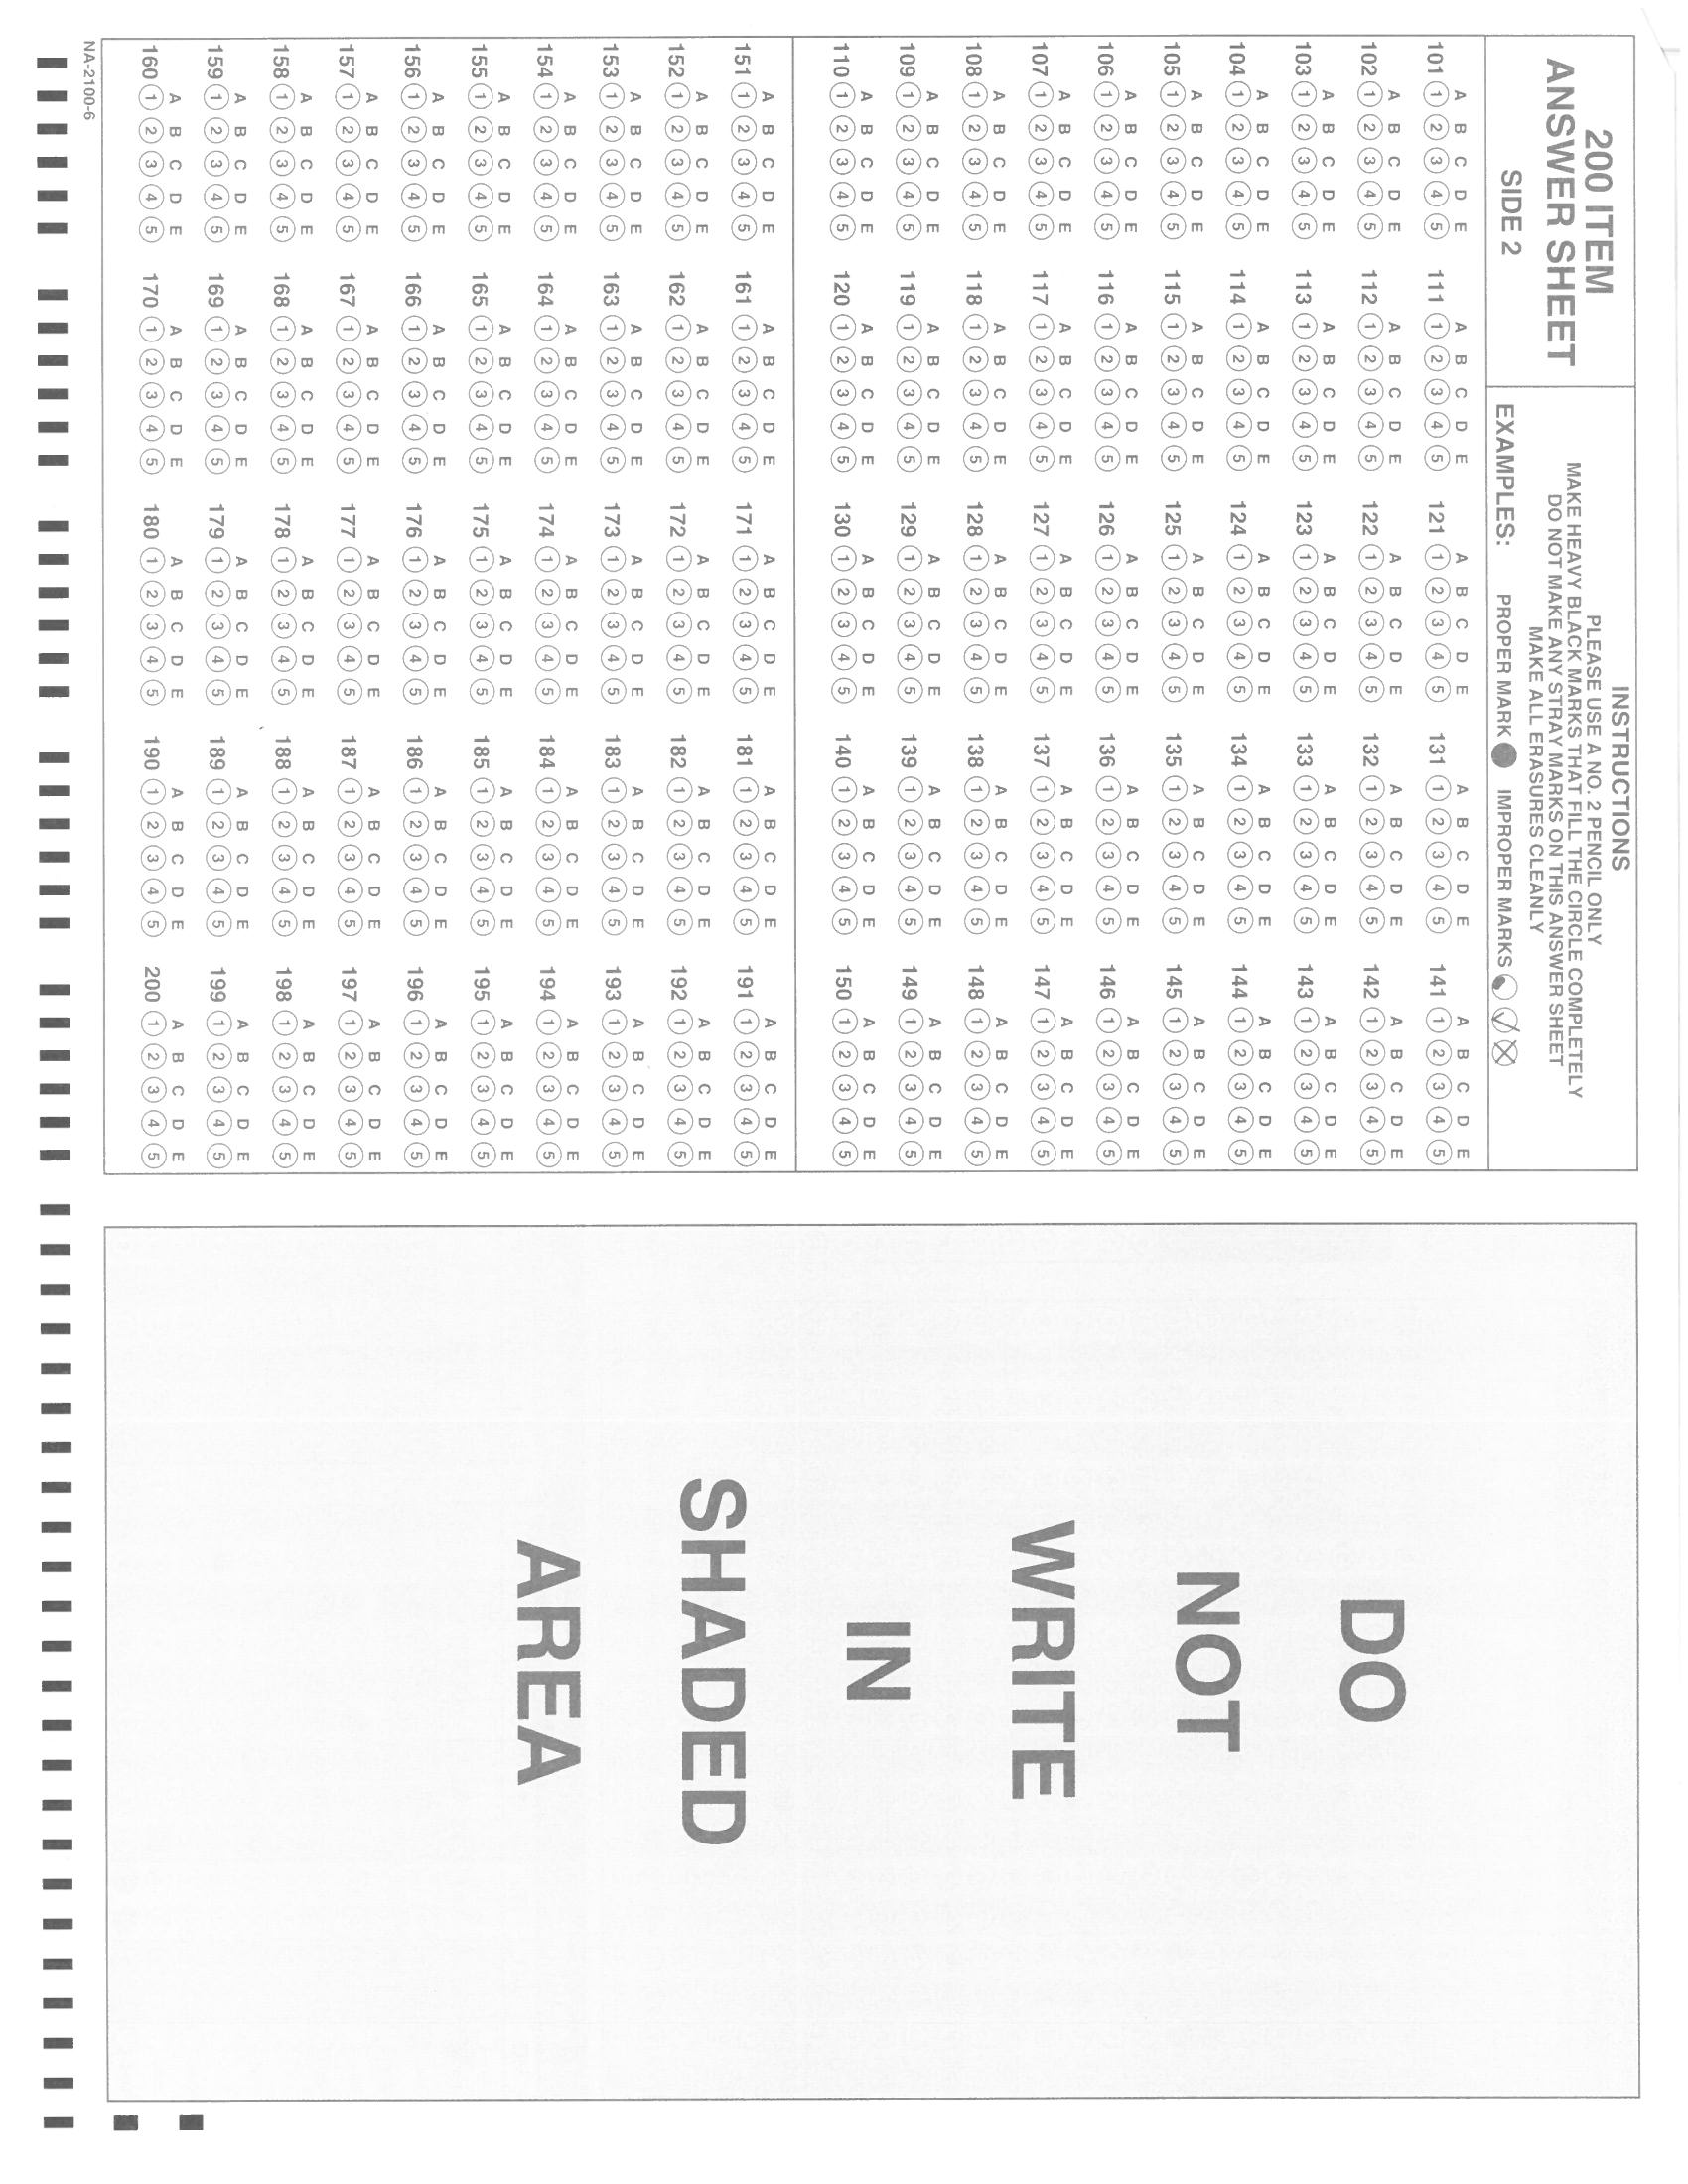 200 ITEM
ANSWER SHEET
SIDE 2
INSTRUCTIONS
PLEASE USE A NO. 2 PENCIL ONLY
MAKE HEAVY BLACK MARKS THAT FILL THE CIRCLE COMPLETELY
DO NOT MAKE ANY STRAY MARKS ON THIS ANSWER SHEET
MAKE ALL ERASURES CLEANLY
EXAMPLES: PROPER MARK IMPROPER MARKS
A B C D E A B C D E A B C D E A B C D E A B C D E
101 1 2 3 4 5 111 1 2 3 4 5 121 1 2 3 4 5 131 1 2 3 4 5 141 1 2 3 4 5
A B C D E A B C D E A B C D E A B C D E A B C D E
102 1 2 3 4 5 112 1 2 3 4 5 122 1 2 3 4 5 132 1 2 3 4 5 142 1 2 3 4 5
A B C D E A B C D E A B C D E A B C D E A B C D E
103 1 2 3 4 5 113 1 2 3 4 5 123 1 2 3 4 5 133 1 2 3 4 5 143 1 2 3 4 5
A B C D E A B C D E A B C D E A B C D E A B C D E
104 1 2 3 4 5 114 1 2 3 4 5 124 1 2 3 4 5 134 1 2 3 4 5 144 1 2 3 4 5
A B C D E A B C D E A B C D E A B C D E A B C D E
105 1 2 3 4 5 115 1 2 3 4 5 125 1 2 3 4 5 135 1 2 3 4 5 145 1 2 3 4 5
A B C D E A B C D E A B C D E A B C D E A B C D E
106 1 2 3 4 5 116 1 2 3 4 5 126 1 2 3 4 5 136 1 2 3 4 5 146 1 2 3 4 5
A B C D E A B C D E A B C D E A B C D E A B C D E
107 1 2 3 4 5 117 1 2 3 4 5 127 1 2 3 4 5 137 1 2 3 4 5 147 1 2 3 4 5
A B C D E A B C D E A B C D E A B C D E A B C D E
108 1 2 3 4 5 118 1 2 3 4 5 128 1 2 3 4 5 138 1 2 3 4 5 148 1 2 3 4 5
A B C D E A B C D E A B C D E A B C D E A B C D E
109 1 2 3 4 5 119 1 2 3 4 5 129 1 2 3 4 5 139 1 2 3 4 5 149 1 2 3 4 5
A B C D E A B C D E A B C D E A B C D E A B C D E
110 1 2 3 4 5 120 1 2 3 4 5 130 1 2 3 4 5 140 1 2 3 4 5 150 1 2 3 4 5
A B C D E A B C D E A B C D E A B C D E A B C D E
151 1 2 3 4 5 161 1 2 3 4 5 171 1 2 3 4 5 181 1 2 3 4 5 191 1 2 3 4 5
A B C D E A B C D E A B C D E A B C D E A B C D E
152 1 2 3 4 5 162 1 2 3 4 5 172 1 2 3 4 5 182 1 2 3 4 5 192 1 2 3 4 5
A B C D E A B C D E A B C D E A B C D E A B C D E
153 1 2 3 4 5 163 1 2 3 4 5 173 1 2 3 4 5 183 1 2 3 4 5 193 1 2 3 4 5
A B C D E A B C D E A B C D E A B C D E A B C D E
154 1 2 3 4 5 164 1 2 3 4 5 174 1 2 3 4 5 184 1 2 3 4 5 194 1 2 3 4 5
A B C D E A B C D E A B C D E A B C D E A B C D E
155 1 2 3 4 5 165 1 2 3 4 5 175 1 2 3 4 5 185 1 2 3 4 5 195 1 2 3 4 5
A B C D E A B C D E A B C D E A B C D E A B C D E
156 1 2 3 4 5 166 1 2 3 4 5 176 1 2 3 4 5 186 1 2 3 4 5 196 1 2 3 4 5
A B C D E A B C D E A B C D E A B C D E A B C D E
157 1 2 3 4 5 167 1 2 3 4 5 177 1 2 3 4 5 187 1 2 3 4 5 197 1 2 3 4 5
A B C D E A B C D E A B C D E A B C D E A B C D E
158 1 2 3 4 5 168 1 2 3 4 5 178 1 2 3 4 5 188 1 2 3 4 5 198 1 2 3 4 5
A B C D E A B C D E A B C D E A B C D E A B C D E
159 1 2 3 4 5 169 1 2 3 4 5 179 1 2 3 4 5 189 1 2 3 4 5 199 1 2 3 4 5
A B C D E A B C D E A B C D E A B C D E A B C D E
160 1 2 3 4 5 170 1 2 3 4 5 180 1 2 3 4 5 190 1 2 3 4 5 200 1 2 3 4 5
NA-2100-6
DO
NOT
WRITE
IN
SHADED
AREA